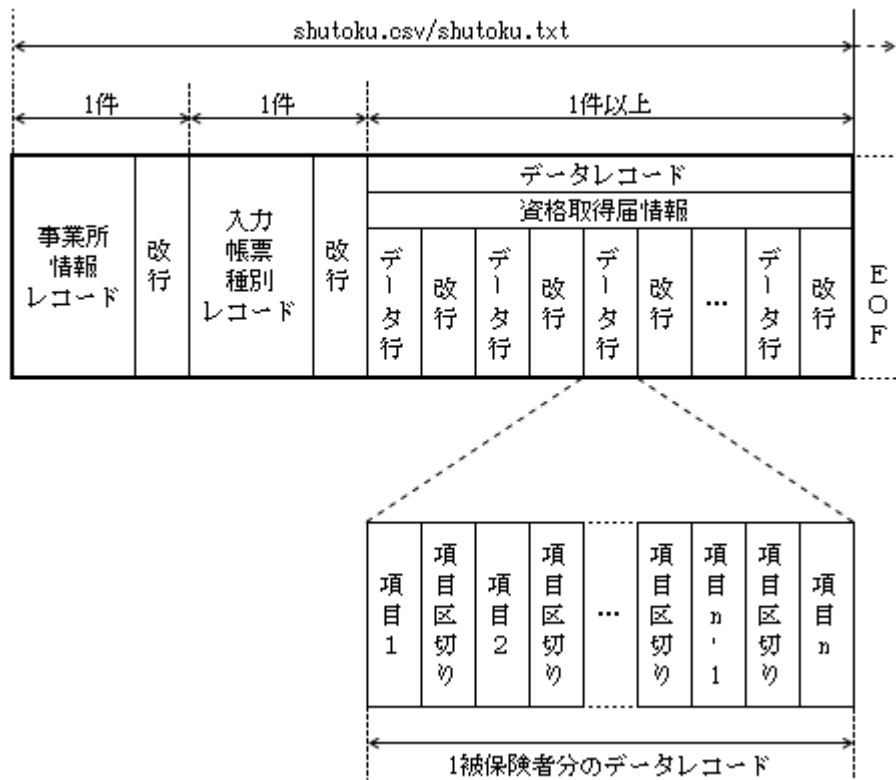 shutoku.csv/shutoku.txt
1件
1件
1件以上
事業所
情報
レコード
改行
入力
帳票
種別
レコード
改行
データレコード
資格取得届情報
データ行
改行
データ行
改行
データ行
改行
…
データ行
改行
EOF
項目1
項目区切り
項目2
項目区切り
…
項目区切り
項目n'1
項目区切り
項目n
1被保険者分のデータレコード